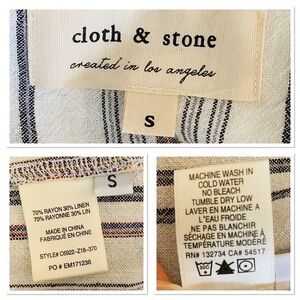 cloth & stone
created in los angeles
S
S
70% RAYON 30% LINEN
70% RAYONNE 30% LIN
MADE IN CHINA
FABRIQUÉ EN CHINE
STYLE# C6922-Z18-370
PO # EM171236
MACHINE WASH IN
COLD WATER
NO BLEACH
TUMBLE DRY LOW
LAVER EN MACHINE A
L'EAU FROIDE
NE PAS BLANCHIR
SÉCHAGE EN MACHINE À
TEMPÉRATURE MODÉRÉ
RN# 132734 CA# 54517